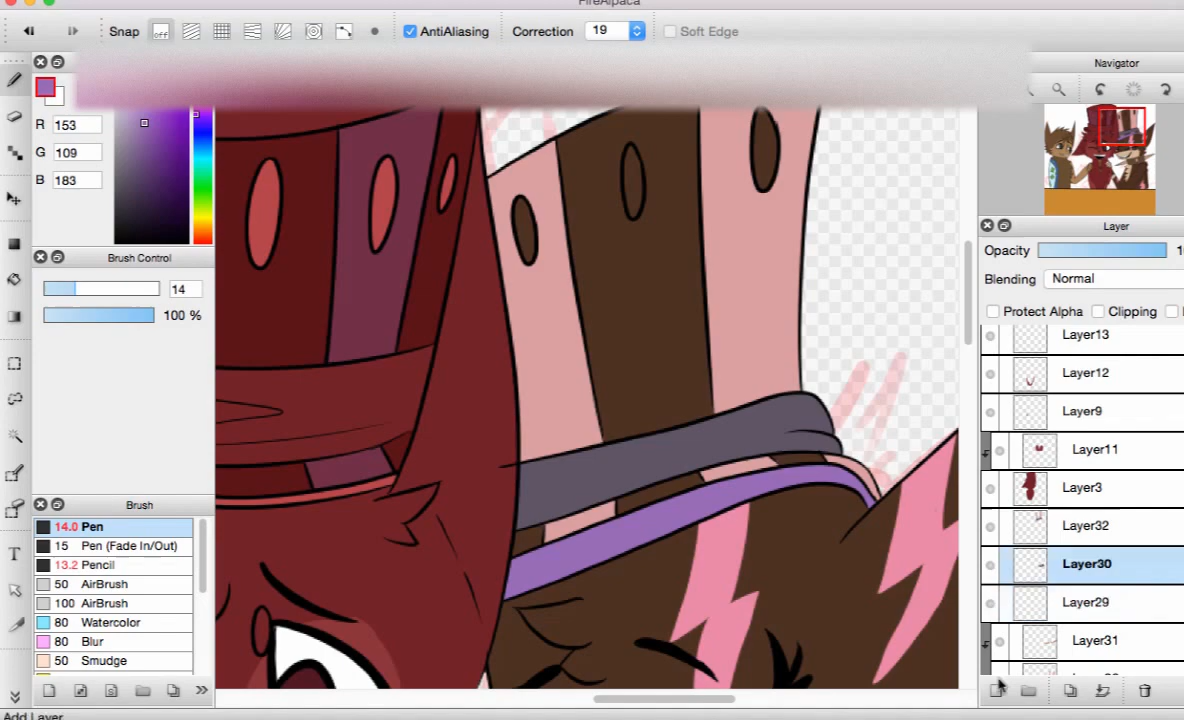 FireAlpaca
Snap off AntiAliasing Correction 19 Soft Edge
Navigator
R 153
G 109
B 183
Layer
Opacity
Blending Normal
Protect Alpha Clipping
Brush Control
14
100 %
Layer13
Layer12
Layer9
Layer11
Layer3
Layer32
Layer30
Layer29
Layer31
Brush
14.0 Pen
15 Pen (Fade In/Out)
13.2 Pencil
50 AirBrush
100 AirBrush
80 Watercolor
80 Blur
50 Smudge
T
Add Layer